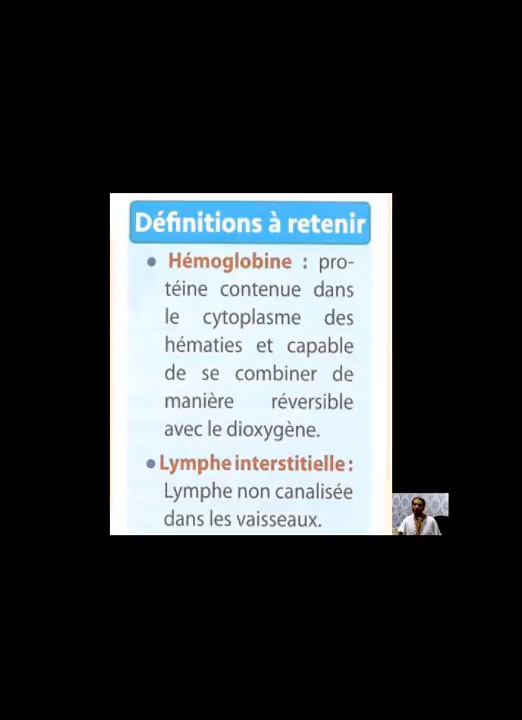 Définitions à retenir
• Hémoglobine : pro-
téine contenue dans
le cytoplasme des
hématies et capable
de se combiner de
manière réversible
avec le dioxygène.
• Lymphe interstitielle :
Lymphe non canalisée
dans les vaisseaux.